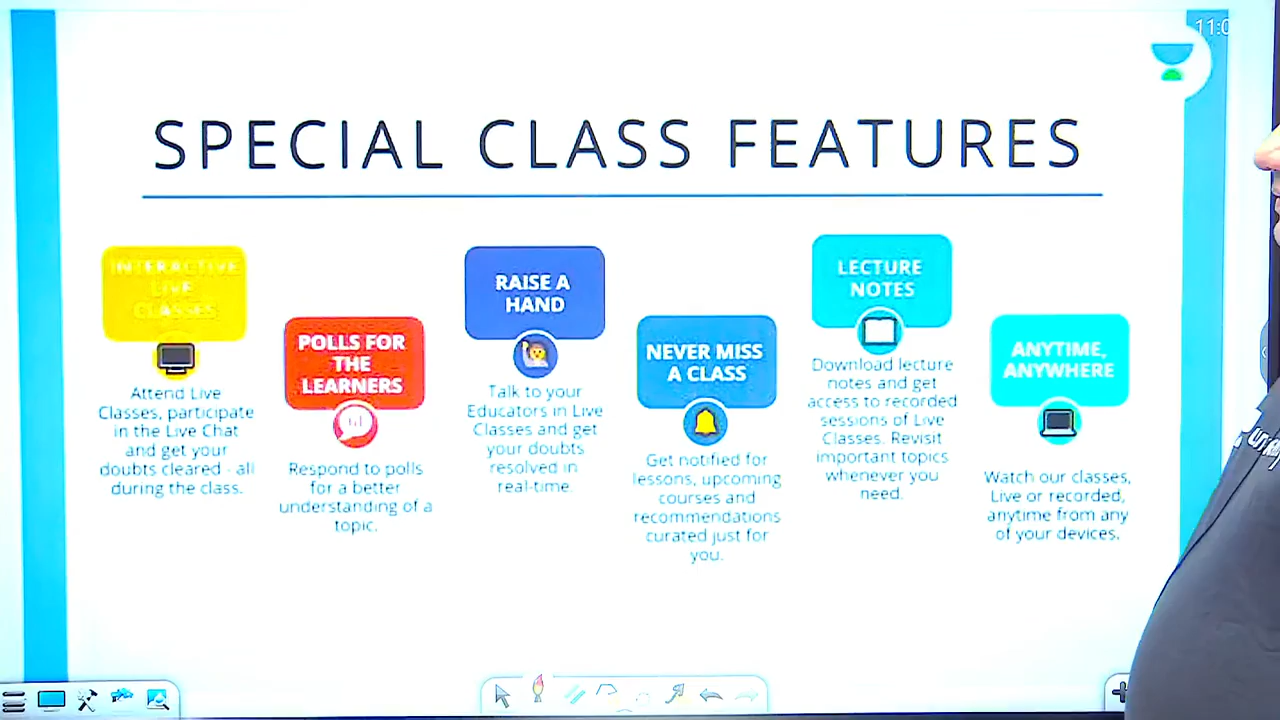 11:0
SPECIAL CLASS FEATURES
INTERACTIVE
LIVE
CLASSES
Attend Live
Classes, participate
in the Live Chat
and get your
doubts cleared - all
during the class.
POLLS FOR
THE
LEARNERS
Respond to polls
for a better
understanding of a
topic.
RAISE A
HAND
Talk to your
Educators in Live
Classes and get
your doubts
resolved in
real-time.
NEVER MISS
A CLASS
Get notified for
lessons, upcoming
courses and
recommendations
curated just for
you.
LECTURE
NOTES
Download lecture
notes and get
access to recorded
sessions of Live
Classes. Revisit
important topics
whenever you
need.
ANYTIME,
ANYWHERE
Watch our classes,
Live or recorded,
anytime from any
of your devices.